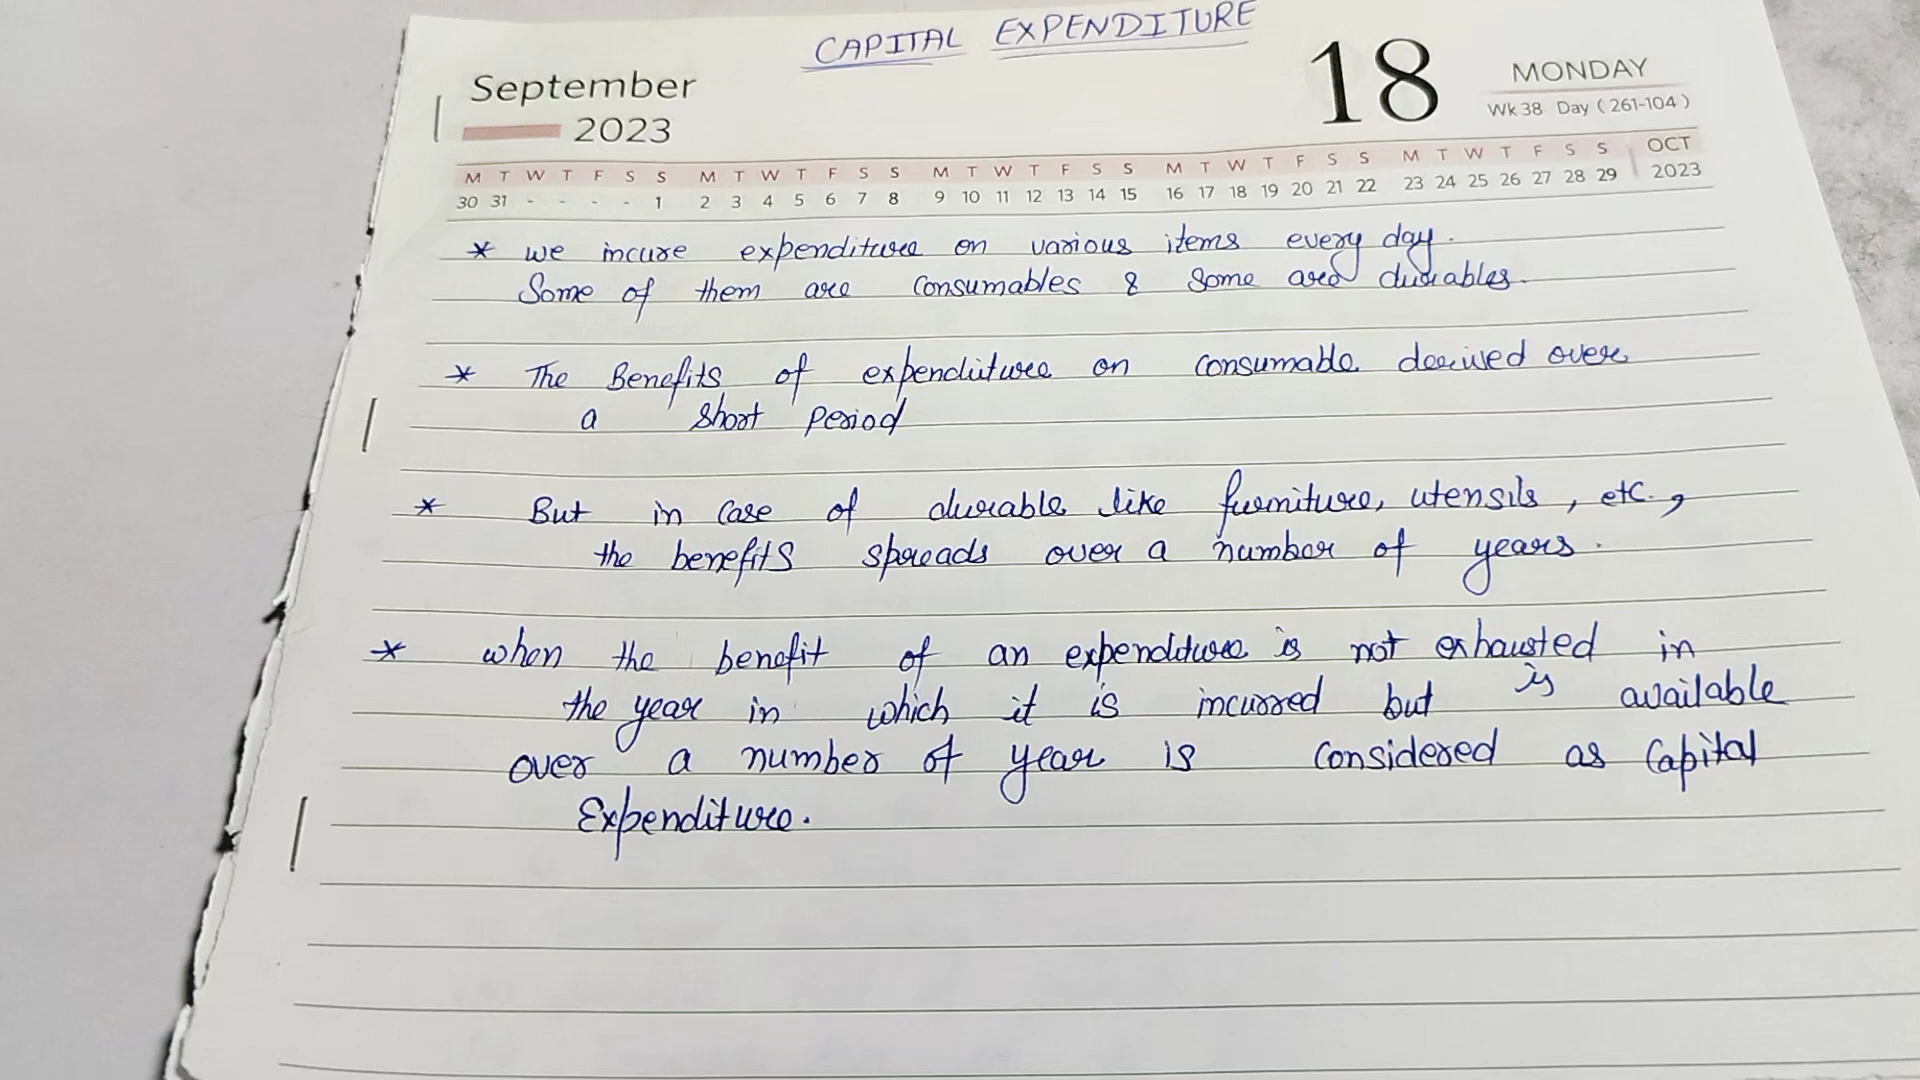 CAPITAL EXPENDITURE
September
2023
18
MONDAY
Wk 38 Day (261-104)
M T W T F S S M T W T F S S M T W T F S S M T W T F S S M T W T F S S OCT
30 31 - - - - 1 2 3 4 5 6 7 8 9 10 11 12 13 14 15 16 17 18 19 20 21 22 23 24 25 26 27 28 29 2023
* we incure expenditure on various items every day.
Some of them are consumables & some are durables.
* The Benefits of expenditure on consumable derived over
a short period
* But in case of durable like furniture, utensils, etc.,
the benefits spreads over a number of years.
* when the benefit of an expenditure is not exhausted in
the year in which it is incurred but is available
over a number of year is considered as Capital
Expenditure.